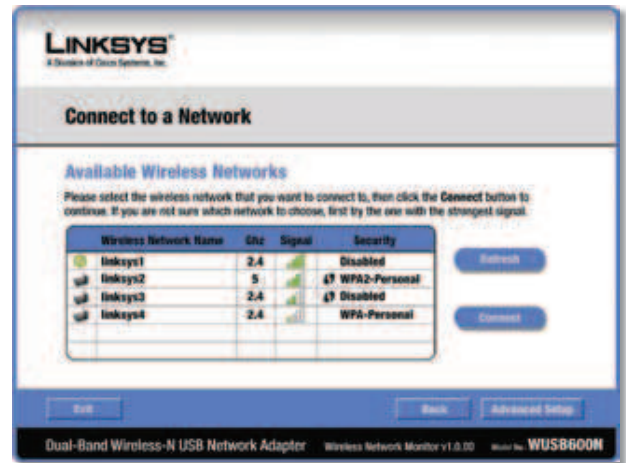 LINKSYS®
A Division of Cisco Systems, Inc.
Connect to a Network
Available Wireless Networks
Please select the wireless network that you want to connect to, then click the Connect button to
continue. If you are not sure which network to choose, first try the one with the strongest signal.
Wireless Network Name Ghz Signal Security
linksys1 2.4 Disabled
linksys2 5 WPA2-Personal
linksys3 2.4 Disabled
linksys4 2.4 WPA-Personal
Refresh
Connect
Exit Back Advanced Setup
Dual-Band Wireless-N USB Network Adapter Wireless Network Monitor v1.0.00 Model No. WUSB600N